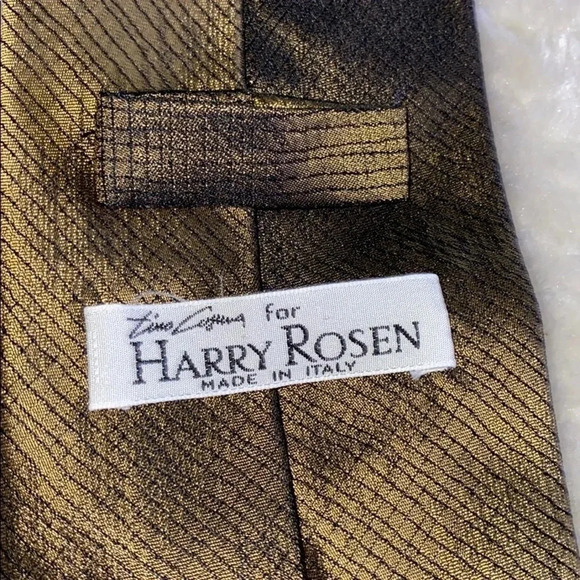 Tino Cosma for
HARRY ROSEN
MADE IN ITALY